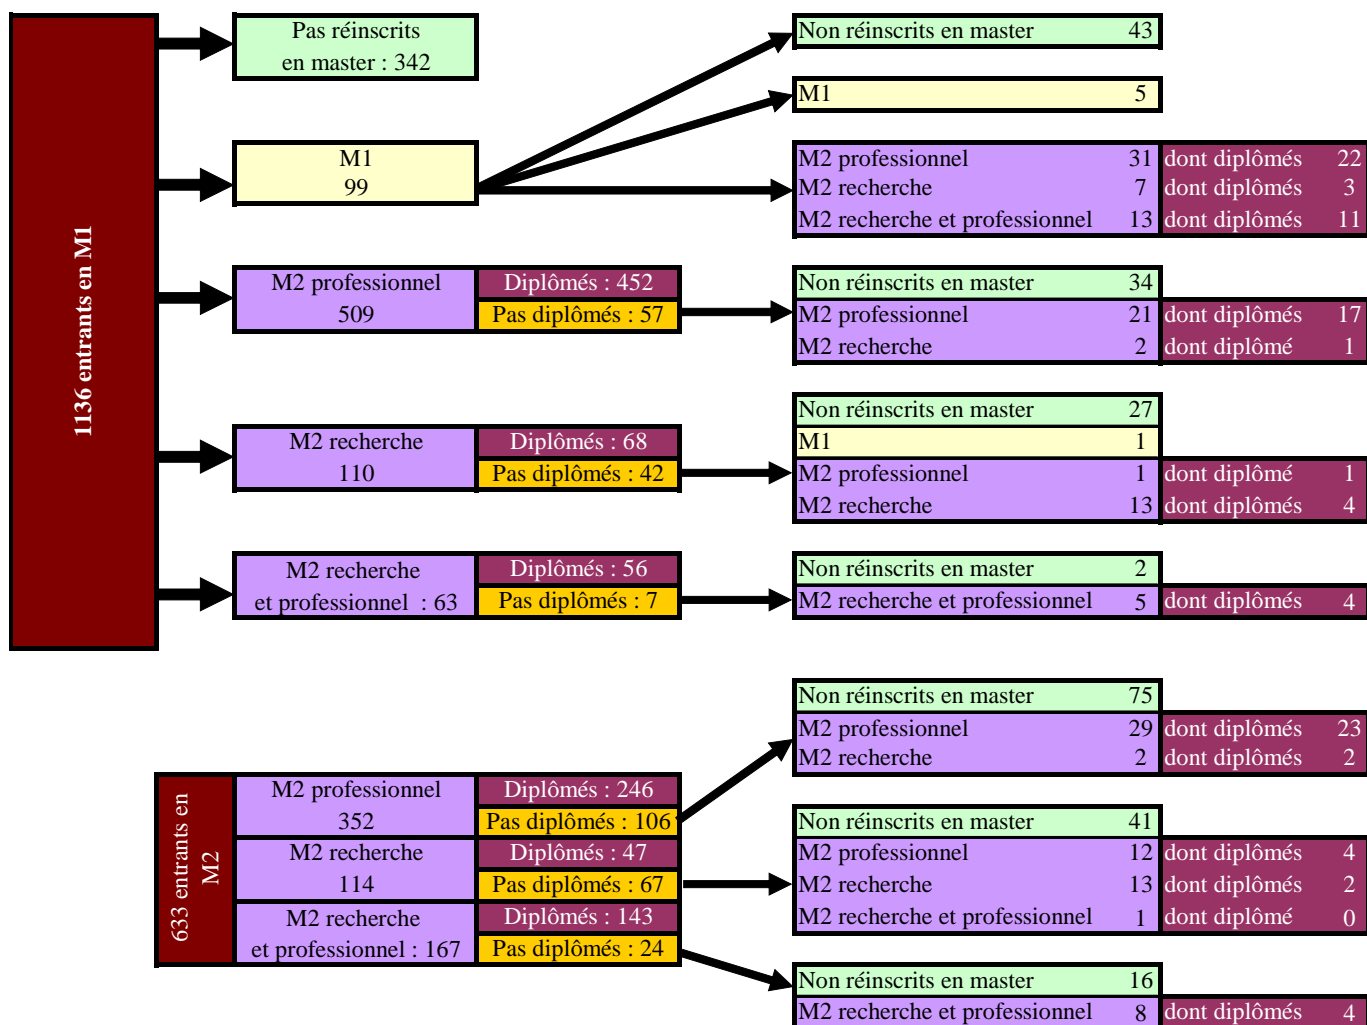 1136 entrants en M1
Pas réinscrits
en master : 342
Non réinscrits en master 43
M1 5
M1
99
M2 professionnel 31 dont diplômés 22
M2 recherche 7 dont diplômés 3
M2 recherche et professionnel 13 dont diplômés 11
M2 professionnel
509
Diplômés : 452
Pas diplômés : 57
Non réinscrits en master 34
M2 professionnel 21 dont diplômés 17
M2 recherche 2 dont diplômé 1
M2 recherche
110
Diplômés : 68
Pas diplômés : 42
Non réinscrits en master 27
M1 1
M2 professionnel 1 dont diplômé 1
M2 recherche 13 dont diplômés 4
M2 recherche
et professionnel : 63
Diplômés : 56
Pas diplômés : 7
Non réinscrits en master 2
M2 recherche et professionnel 5 dont diplômés 4
633 entrants en
M2
M2 professionnel
352
Diplômés : 246
Pas diplômés : 106
Non réinscrits en master 75
M2 professionnel 29 dont diplômés 23
M2 recherche 2 dont diplômés 2
M2 recherche
114
Diplômés : 47
Pas diplômés : 67
Non réinscrits en master 41
M2 professionnel 12 dont diplômés 4
M2 recherche 13 dont diplômés 2
M2 recherche et professionnel 1 dont diplômé 0
M2 recherche
et professionnel : 167
Diplômés : 143
Pas diplômés : 24
Non réinscrits en master 16
M2 recherche et professionnel 8 dont diplômés 4